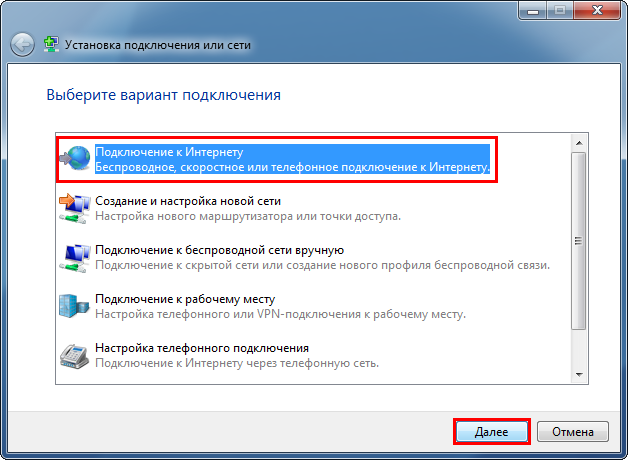 Установка подключения или сети
Выберите вариант подключения
Подключение к Интернету
Беспроводное, скоростное или телефонное подключение к Интернету.
Создание и настройка новой сети
Настройка нового маршрутизатора или точки доступа.
Подключение к беспроводной сети вручную
Подключение к скрытой сети или создание нового профиля беспроводной связи.
Подключение к рабочему месту
Настройка телефонного или VPN-подключения к рабочему месту.
Настройка телефонного подключения
Подключение к Интернету через телефонную сеть.
Далее
Отмена